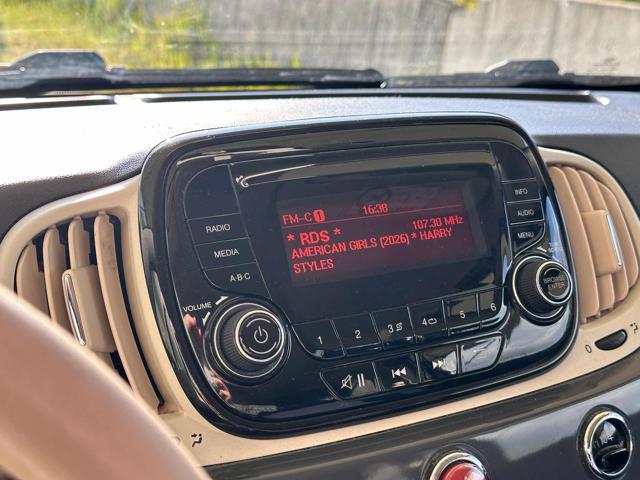 FM-C 1 16:38
107.30 MHz
* RDS *
AMERICAN GIRLS (2026) * HARRY
STYLES
RADIO
MEDIA
A·B·C
VOLUME
INFO
AUDIO
MENU
BROWSE
ENTER
1 2 3 4 5 6